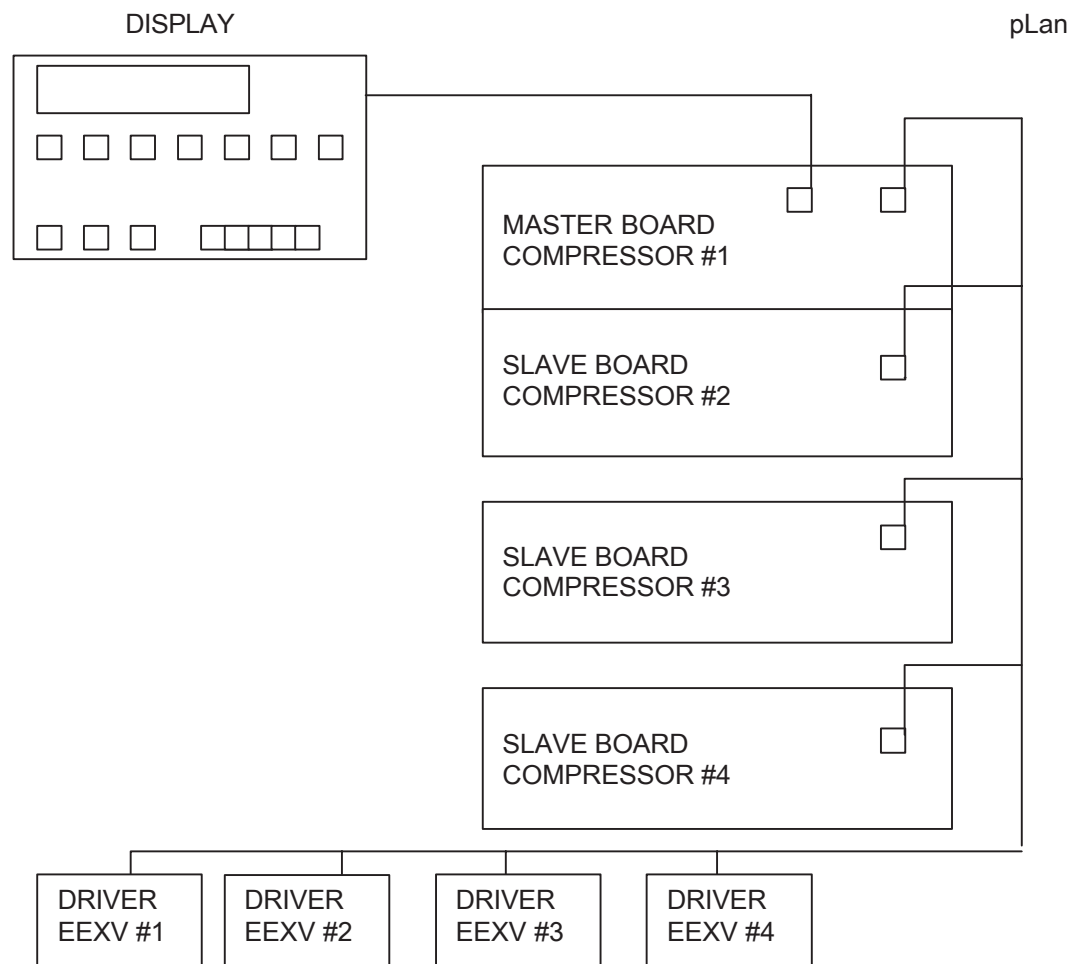 DISPLAY
pLan
MASTER BOARD
COMPRESSOR #1
SLAVE BOARD
COMPRESSOR #2
SLAVE BOARD
COMPRESSOR #3
SLAVE BOARD
COMPRESSOR #4
DRIVER
EEXV #1
DRIVER
EEXV #2
DRIVER
EEXV #3
DRIVER
EEXV #4